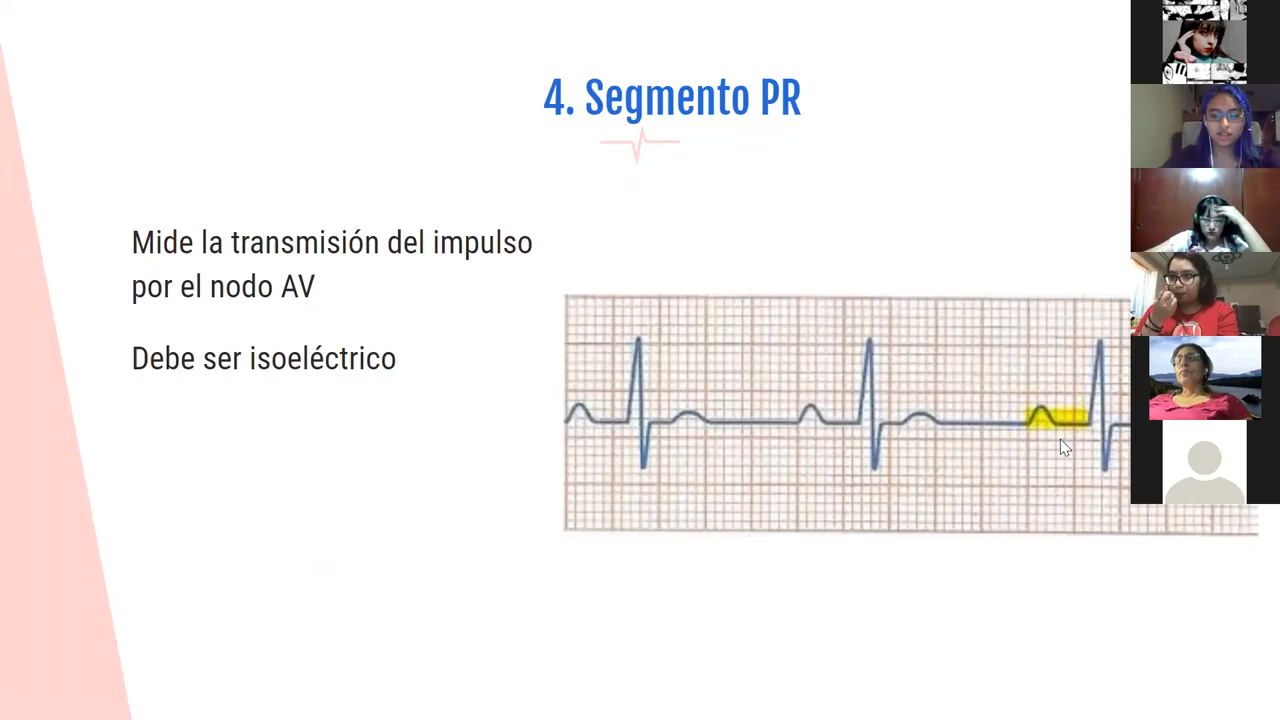 4. Segmento PR
Mide la transmisión del impulso
por el nodo AV
Debe ser isoeléctrico